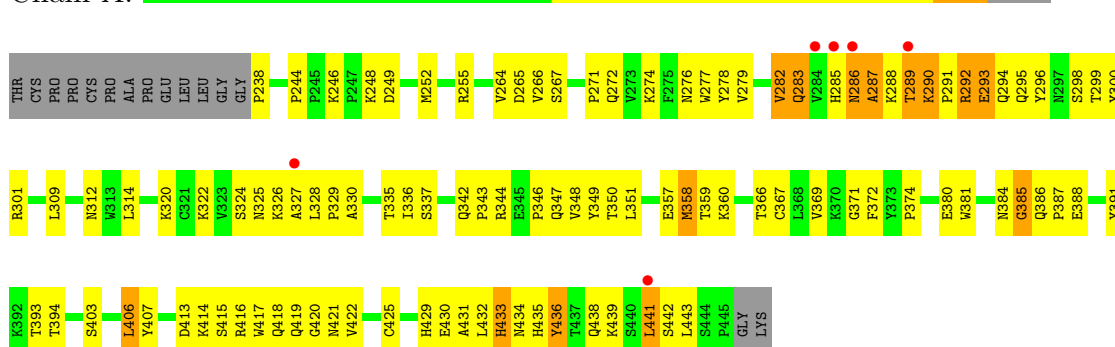 THR CYS PRO PRO CYS PRO ALA PRO GLU LEU LEU GLY GLY P238 P244 P245 K246 P247 K248 D249 M252 R255 V264 D265 V266 S267 P271 Q272 V273 K274 F275 N276 W277 Y278 V279 V282 Q283 V284 H285 N286 A287 K288 T289 K290 P291 R292 E293 Q294 Q295 Y296 N297 S298 T299
R301 L309 N312 W313 L314 K320 C321 K322 V323 S324 N325 K326 A327 L328 P329 A330 T335 I336 S337 Q342 P343 R344 E345 P346 Q347 V348 Y349 T350 L351 E357 M358 T359 K360 T366 C367 L368 V369 K370 G371 F372 Y373 P374 E380 W381 N384 G385 Q386 P387 E388
K392 T393 T394 S403 L406 Y407 D413 K414 S415 R416 W417 Q418 Q419 G420 N421 V422 C425 H429 E430 A431 L432 H433 N434 H435 Y436 T437 Q438 K439 S440 L441 S442 L443 S444 P445 GLY LYS